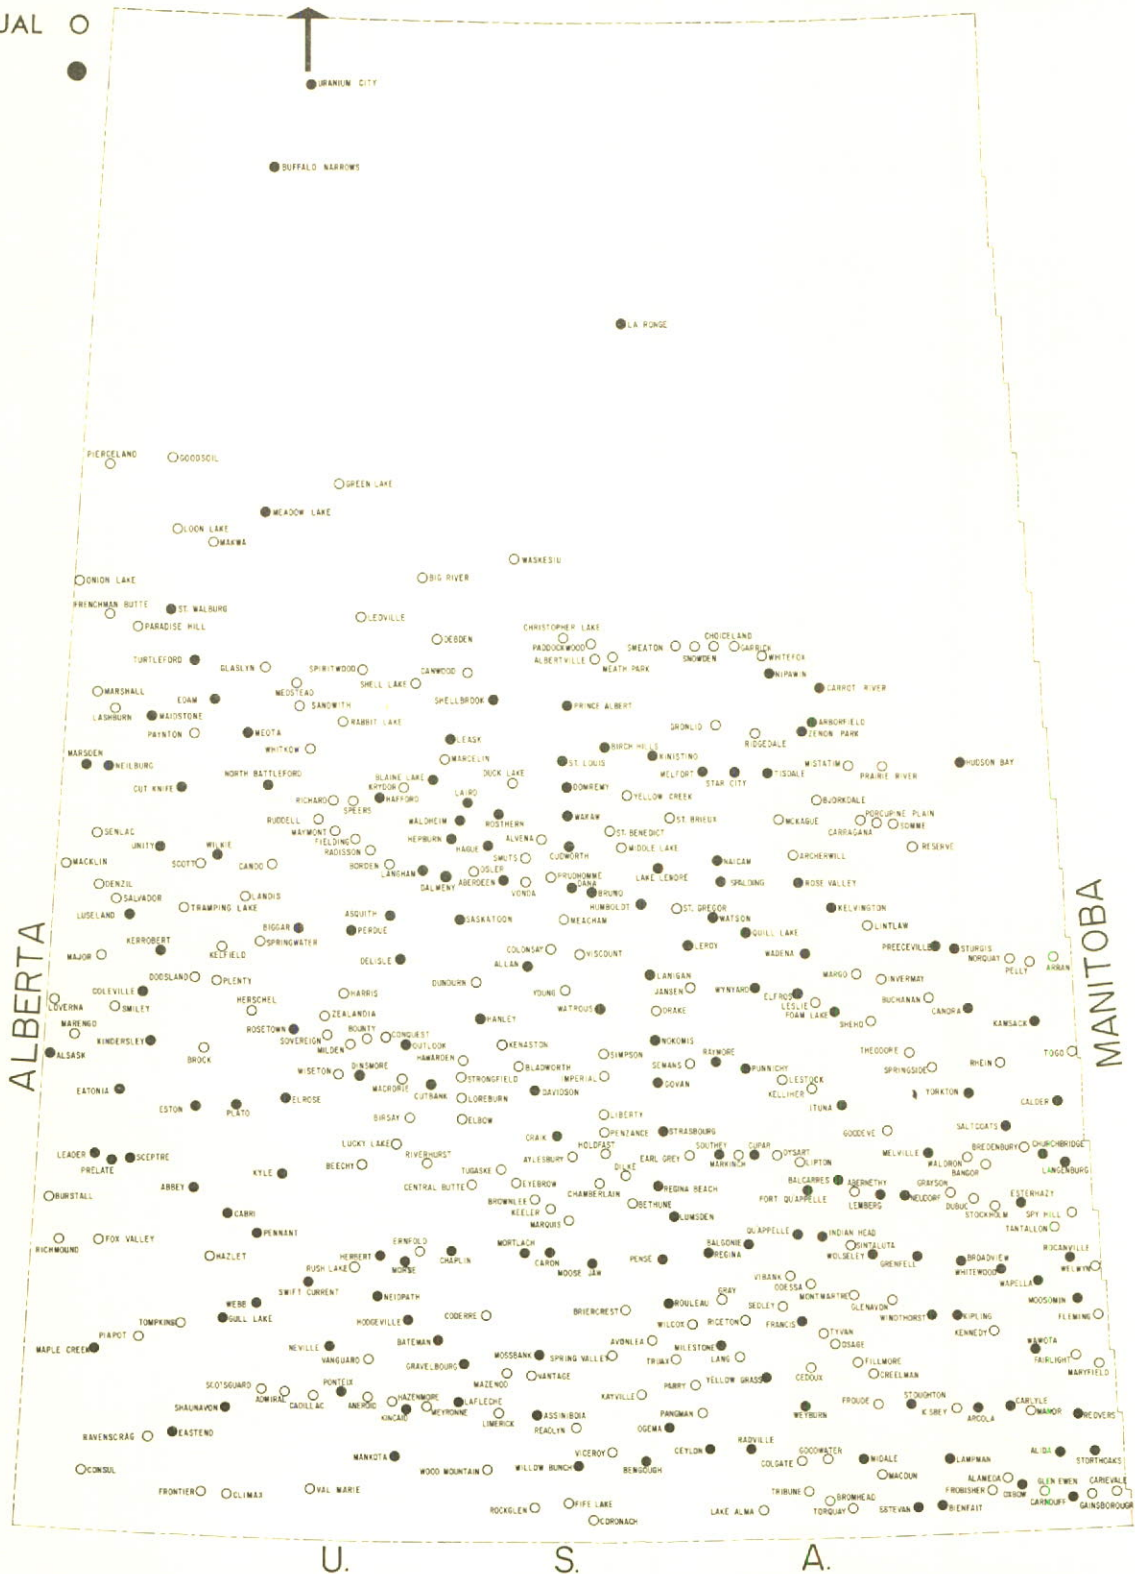 UAL
URANIUM CITY
BUFFALO NARROWS
LA RONGE
PIERCELAND
GOODSOIL
GREEN LAKE
MEADOW LAKE
LOON LAKE
MAKWA
WASKESIU
ONION LAKE
BIG RIVER
FRENCHMAN BUTTE
ST. WALBURG
LEOVILLE
PARADISE HILL
CHRISTOPHER LAKE
DEBDEN
PADDOCKWOOD
SMEATON
CHOICELAND
SNOWDEN
GARRICK
ALBERTVILLE
MEATH PARK
WHITEFOX
TURTLEFORD
GLASLYN
SPIRITWOOD
CANWOOD
NIPAWIN
MEDSTEAD
SHELL LAKE
MARSHALL
CARROT RIVER
EDAM
SANDWITH
SHELLBROOK
PRINCE ALBERT
LASHBURN
MAIDSTONE
RABBIT LAKE
GRONLID
ARBORFIELD
PAYNTON
MEOTA
RIDGEDALE
ZENON PARK
LEASK
WHITKOW
BIRCH HILLS
MARSDEN
NEILBURG
MARCELIN
ST. LOUIS
KINISTINO
HUDSON BAY
NORTH BATTLEFORD
BLAINE LAKE
DUCK LAKE
MELFORT
STAR CITY
TISDALE
MISTATIM
PRAIRIE RIVER
CUT KNIFE
KRYDOR
DOMREMY
RICHARD
SPEERS
HAFFORD
LAIRD
YELLOW CREEK
BJORKDALE
RUDDELL
WALDHEIM
ROSTHERN
WAKAW
ST. BRIEUX
MCKAGUE
PORCUPINE PLAIN
CARRAGANA
SOMME
SENLAC
MAYMONT
FIELDING
HEPBURN
ALVENA
ST. BENEDICT
UNITY
WILKIE
RADISSON
HAGUE
CUDWORTH
MIDDLE LAKE
RESERVE
MACKLIN
SCOTT
CANDO
BORDEN
SMUTS
NAICAM
ARCHERWILL
LANGHAM
OSLER
LAKE LENORE
DALMENY
ABERDEEN
VONDA
PRUDHOMME
DANA
BRUNO
SPALDING
ROSE VALLEY
DENZIL
SALVADOR
LANDIS
HUMBOLDT
ST. GREGOR
KELVINGTON
LUSELAND
TRAMPING LAKE
ASQUITH
SASKATOON
MEACHAM
WATSON
BIGGAR
PERDUE
QUILL LAKE
LINTLAW
KERROBERT
KELFIELD
SPRINGWATER
COLONSAY
LEROY
PREECEVILLE
STURGIS
MAJOR
DELISLE
ALLAN
VISCOUNT
WADENA
NORQUAY
PELLY
ARRAN
DODSLAND
PLENTY
LANIGAN
MARGO
INVERMAY
COLEVILLE
HARRIS
DUNDURN
YOUNG
JANSEN
WYNYARD
ELFROS
BUCHANAN
LOVERNA
SMILEY
HERSCHEL
WATROUS
DRAKE
LESLIE
CANORA
ZEALANDIA
HANLEY
FOAM LAKE
SHEHO
KAMSACK
MARENGO
ROSETOWN
SOVEREIGN
BOUNTY
CONQUEST
KINDERSLEY
BROCK
MILDEN
OUTLOOK
KENASTON
NOKOMIS
ALSASK
HAWARDEN
SIMPSON
THEODORE
TOGO
DINSMORE
BLADWORTH
SEMANS
RAYMORE
PUNNICHY
SPRINGSIDE
RHEIN
WISETON
MACRORIE
STRONGFIELD
IMPERIAL
LESTOCK
EATONIA
CUTBANK
DAVIDSON
GOVAN
KELLIHER
YORKTON
ESTON
PLATO
ELROSE
LOREBURN
ITUNA
CALDER
BIRSAY
ELBOW
LIBERTY
CRAIK
PENZANCE
STRASBOURG
GOODEVE
SALTCOATS
LUCKY LAKE
HOLDFAST
SOUTHEY
CUPAR
BREDENBURY
CHURCHBRIDGE
LEADER
PRELATE
SCEPTRE
BEECHY
RIVERHURST
AYLESBURY
EARL GREY
MARKINCH
DYSART
LIPTON
MELVILLE
WALDRON
BANGOR
LANGENBURG
KYLE
TUGASKE
DILKE
ABBEY
CENTRAL BUTTE
EYEBROW
CHAMBERLAIN
REGINA BEACH
BALCARRES
ABERNETHY
GRAYSON
FORT QU'APPELLE
LEMBERG
NEUDORF
DUBUC
ESTERHAZY
BURSTALL
BROWNLEE
BETHUNE
STOCKHOLM
SPY HILL
CABRI
KEELER
MARQUIS
LUMSDEN
TANTALLON
PENNANT
QU'APPELLE
INDIAN HEAD
RICHMOUND
FOX VALLEY
ERNFOLD
MORTLACH
BALGONIE
SINTALUTA
ROCANVILLE
HAZLET
HERBERT
CHAPLIN
CARON
PENSE
REGINA
WOLSELEY
GRENFELL
BROADVIEW
RUSH LAKE
MORSE
MOOSE JAW
WHITEWOOD
WELWYN
SWIFT CURRENT
VIBANK
ODESSA
WAPELLA
NEIDPATH
GRAY
MONTMARTRE
GLENAVON
MOOSOMIN
WEBB
BRIERCREST
ROULEAU
SEDLEY
TOMPKINS
GULL LAKE
HODGEVILLE
CODERRE
WILCOX
RICETON
FRANCIS
WINDTHORST
KIPLING
FLEMING
PIAPOT
TYVAN
KENNEDY
MAPLE CREEK
NEVILLE
BATEMAN
AVONLEA
MILESTONE
OSAGE
WAWOTA
VANGUARD
GRAVELBOURG
MOSSBANK
SPRING VALLEY
TRUAX
LANG
FILLMORE
FAIRLIGHT
MAZENOD
VANTAGE
CEDOUX
CREELMAN
MARYFIELD
SCOTSGUARD
PONTEIX
PARRY
YELLOW GRASS
ADMIRAL
CADILLAC
ANEROID
HAZENMORE
LAFLECHE
KAYVILLE
FROUDE
STOUGHTON
CARLYLE
SHAUNAVON
KINCAID
MEYRONNE
LIMERICK
ASSINIBOIA
PANGMAN
WEYBURN
KISBEY
ARCOLA
MANOR
REDVERS
RAVENSCRAG
EASTEND
READLYN
OGEMA
MANKOTA
VICEROY
CEYLON
RADVILLE
GOODWATER
ALIDA
CONSUL
WOOD MOUNTAIN
WILLOW BUNCH
BENGOUGH
COLGATE
MIDALE
LAMPMAN
STORTHOAKS
MACOUN
ALAMEDA
FRONTIER
CLIMAX
VAL MARIE
TRIBUNE
FROBISHER
OXBOW
GLEN EWEN
CARIEVALE
ROCKGLEN
FIFE LAKE
LAKE ALMA
BROMHEAD
TORQUAY
ESTEVAN
BIENFAIT
CARNDUFF
GAINSBOROUGH
CORONACH
ALBERTA
MANITOBA
U. S. A.